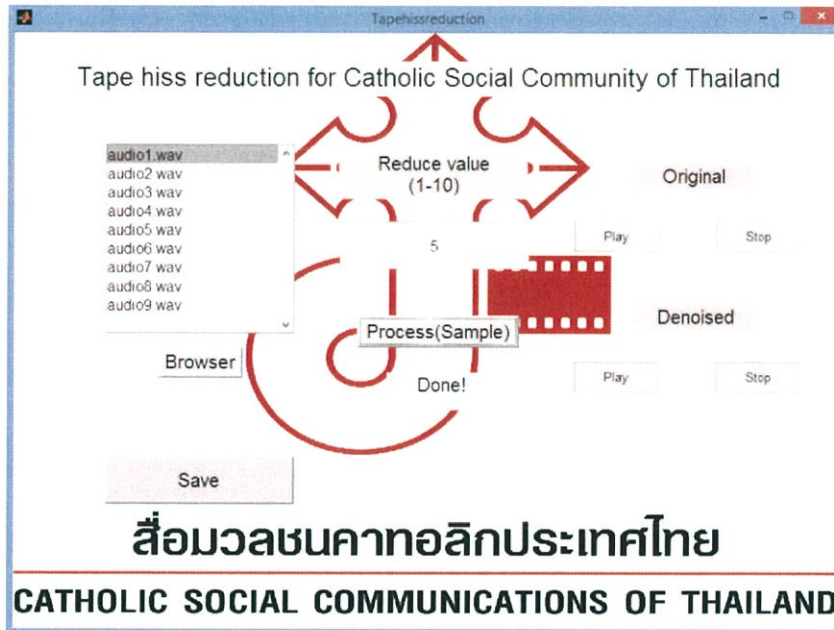 Tapehissreduction
Tape hiss reduction for Catholic Social Community of Thailand
audio1.wav
audio2.wav
audio3.wav
audio4.wav
audio5.wav
audio6.wav
audio7.wav
audio8.wav
audio9.wav
Browser
Save
Reduce value
(1-10)
5
Process(Sample)
Done!
Original
Play Stop
Denoised
Play Stop
สื่อมวลชนคาทอลิกประเทศไทย
CATHOLIC SOCIAL COMMUNICATIONS OF THAILAND